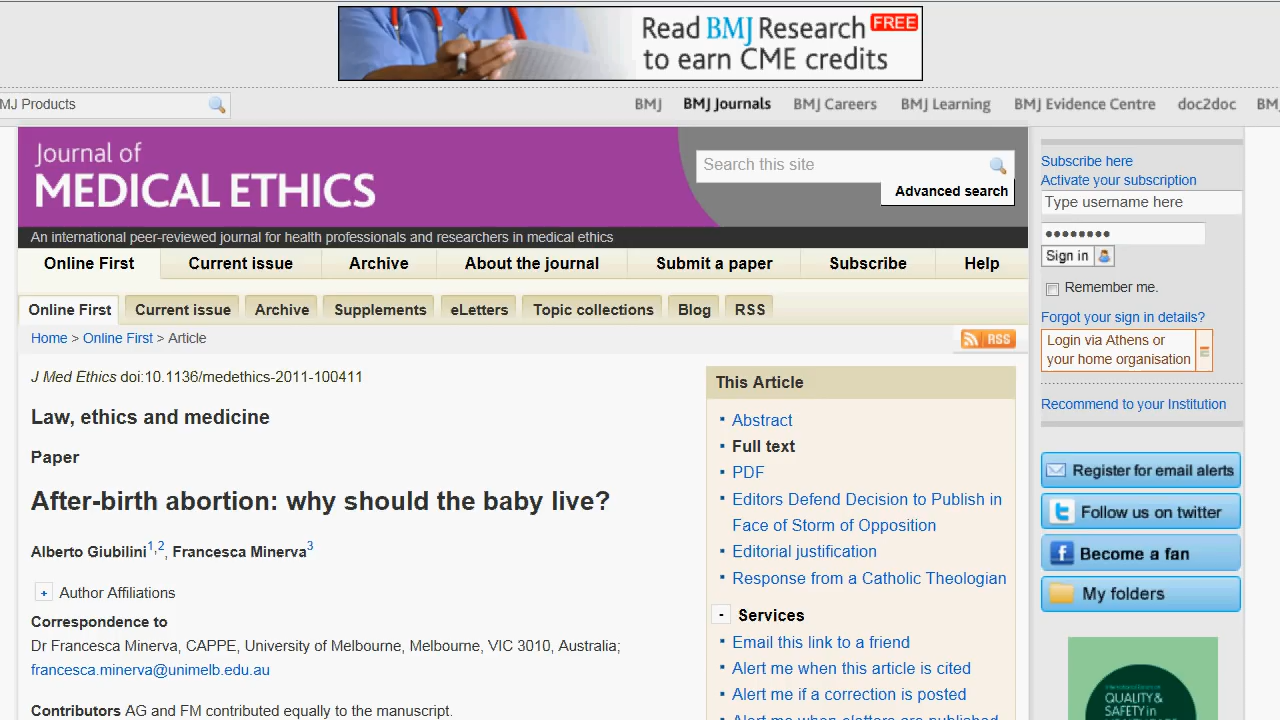 Read BMJ Research FREE
to earn CME credits
MJ Products
BMJ BMJ Journals BMJ Careers BMJ Learning BMJ Evidence Centre doc2doc BM
Journal of
MEDICAL ETHICS
Search this site
Advanced search
An international peer-reviewed journal for health professionals and researchers in medical ethics
Online First Current issue Archive About the journal Submit a paper Subscribe Help
Online First Current issue Archive Supplements eLetters Topic collections Blog RSS
Home > Online First > Article
RSS
J Med Ethics doi:10.1136/medethics-2011-100411
Law, ethics and medicine
Paper
After-birth abortion: why should the baby live?
Alberto Giubilini1,2, Francesca Minerva3
+ Author Affiliations
Correspondence to
Dr Francesca Minerva, CAPPE, University of Melbourne, Melbourne, VIC 3010, Australia;
francesca.minerva@unimelb.edu.au
Contributors AG and FM contributed equally to the manuscript.
This Article
Abstract
Full text
PDF
Editors Defend Decision to Publish in
Face of Storm of Opposition
Editorial justification
Response from a Catholic Theologian
- Services
Email this link to a friend
Alert me when this article is cited
Alert me if a correction is posted
Alert me when eletters are published
Subscribe here
Activate your subscription
Type username here
••••••••
Sign in
Remember me.
Forgot your sign in details?
Login via Athens or
your home organisation
Recommend to your Institution
Register for email alerts
Follow us on twitter
Become a fan
My folders
QUALITY &
SAFETY in